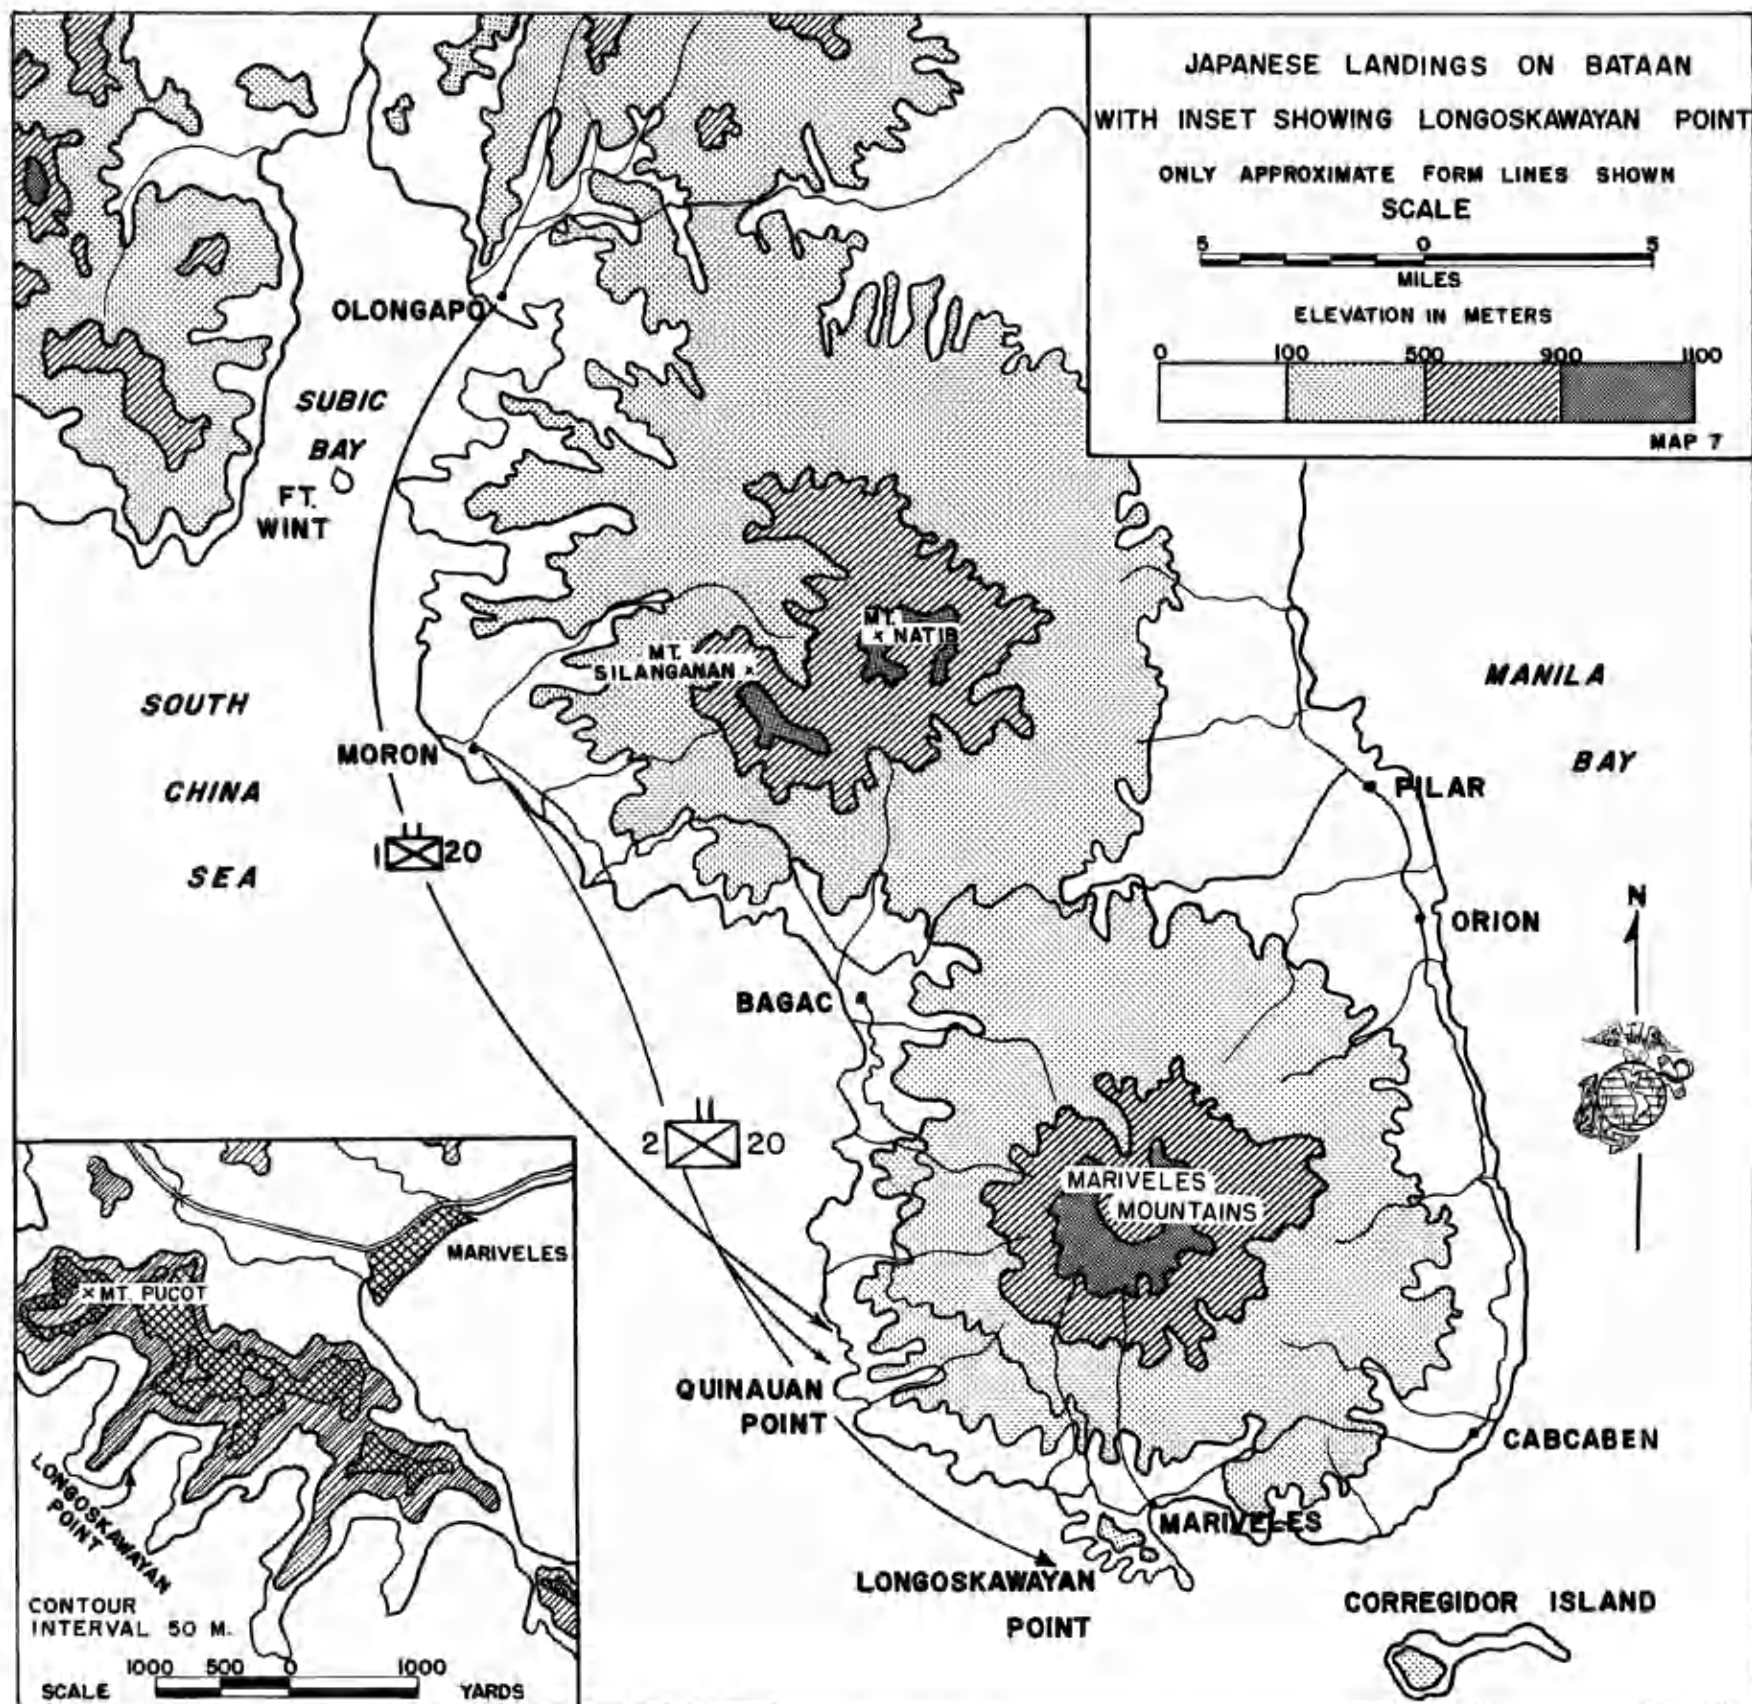 JAPANESE LANDINGS ON BATAAN
WITH INSET SHOWING LONGOSKAWAYAN POINT
ONLY APPROXIMATE FORM LINES SHOWN
SCALE
5 0 5
MILES
ELEVATION IN METERS
0 100 500 900 1100
MAP 7
OLONGAPO
SUBIC
BAY
FT.
WINT
MT.
NATIB
MT.
SILANGANAN
SOUTH
CHINA
SEA
MANILA
BAY
MORON
PILAR
1 20
N
ORION
BAGAC
2 20
MARIVELES
MOUNTAINS
QUINAUAN
POINT
CABCABEN
MARIVELES
LONGOSKAWAYAN
POINT
CORREGIDOR ISLAND
MARIVELES
MT. PUCOT
LONGOSKAWAYAN
POINT
CONTOUR
INTERVAL 50 M.
1000 500 0 1000
SCALE YARDS